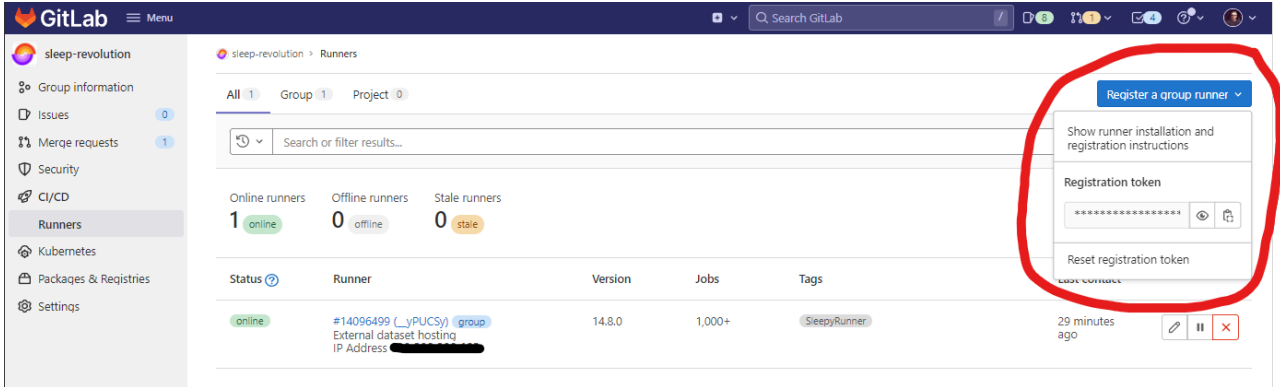 GitLab Menu Search GitLab / 8 1 4
sleep-revolution
Group information
Issues 0
Merge requests 1
Security
CI/CD
Runners
Kubernetes
Packages & Registries
Settings
sleep-revolution > Runners
All 1 Group 1 Project 0
Register a group runner
Search or filter results...
Show runner installation and
registration instructions
Registration token
*****************
Reset registration token
Online runners Offline runners Stale runners
1 online 0 offline 0 stale
Status Runner Version Jobs Tags Last contact
online #14096499 (__yPUCSy) group 14.8.0 1,000+ SleepyRunner 29 minutes
ago
External dataset hosting
IP Address